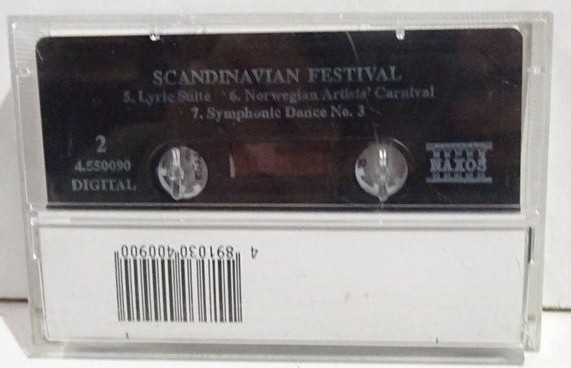 SCANDINAVIAN FESTIVAL
5. Lyric Suite 6. Norwegian Artists' Carnival
7. Symphonic Dance No. 3
2
4.550090
DIGITAL
NAXOS
4 891030 400900